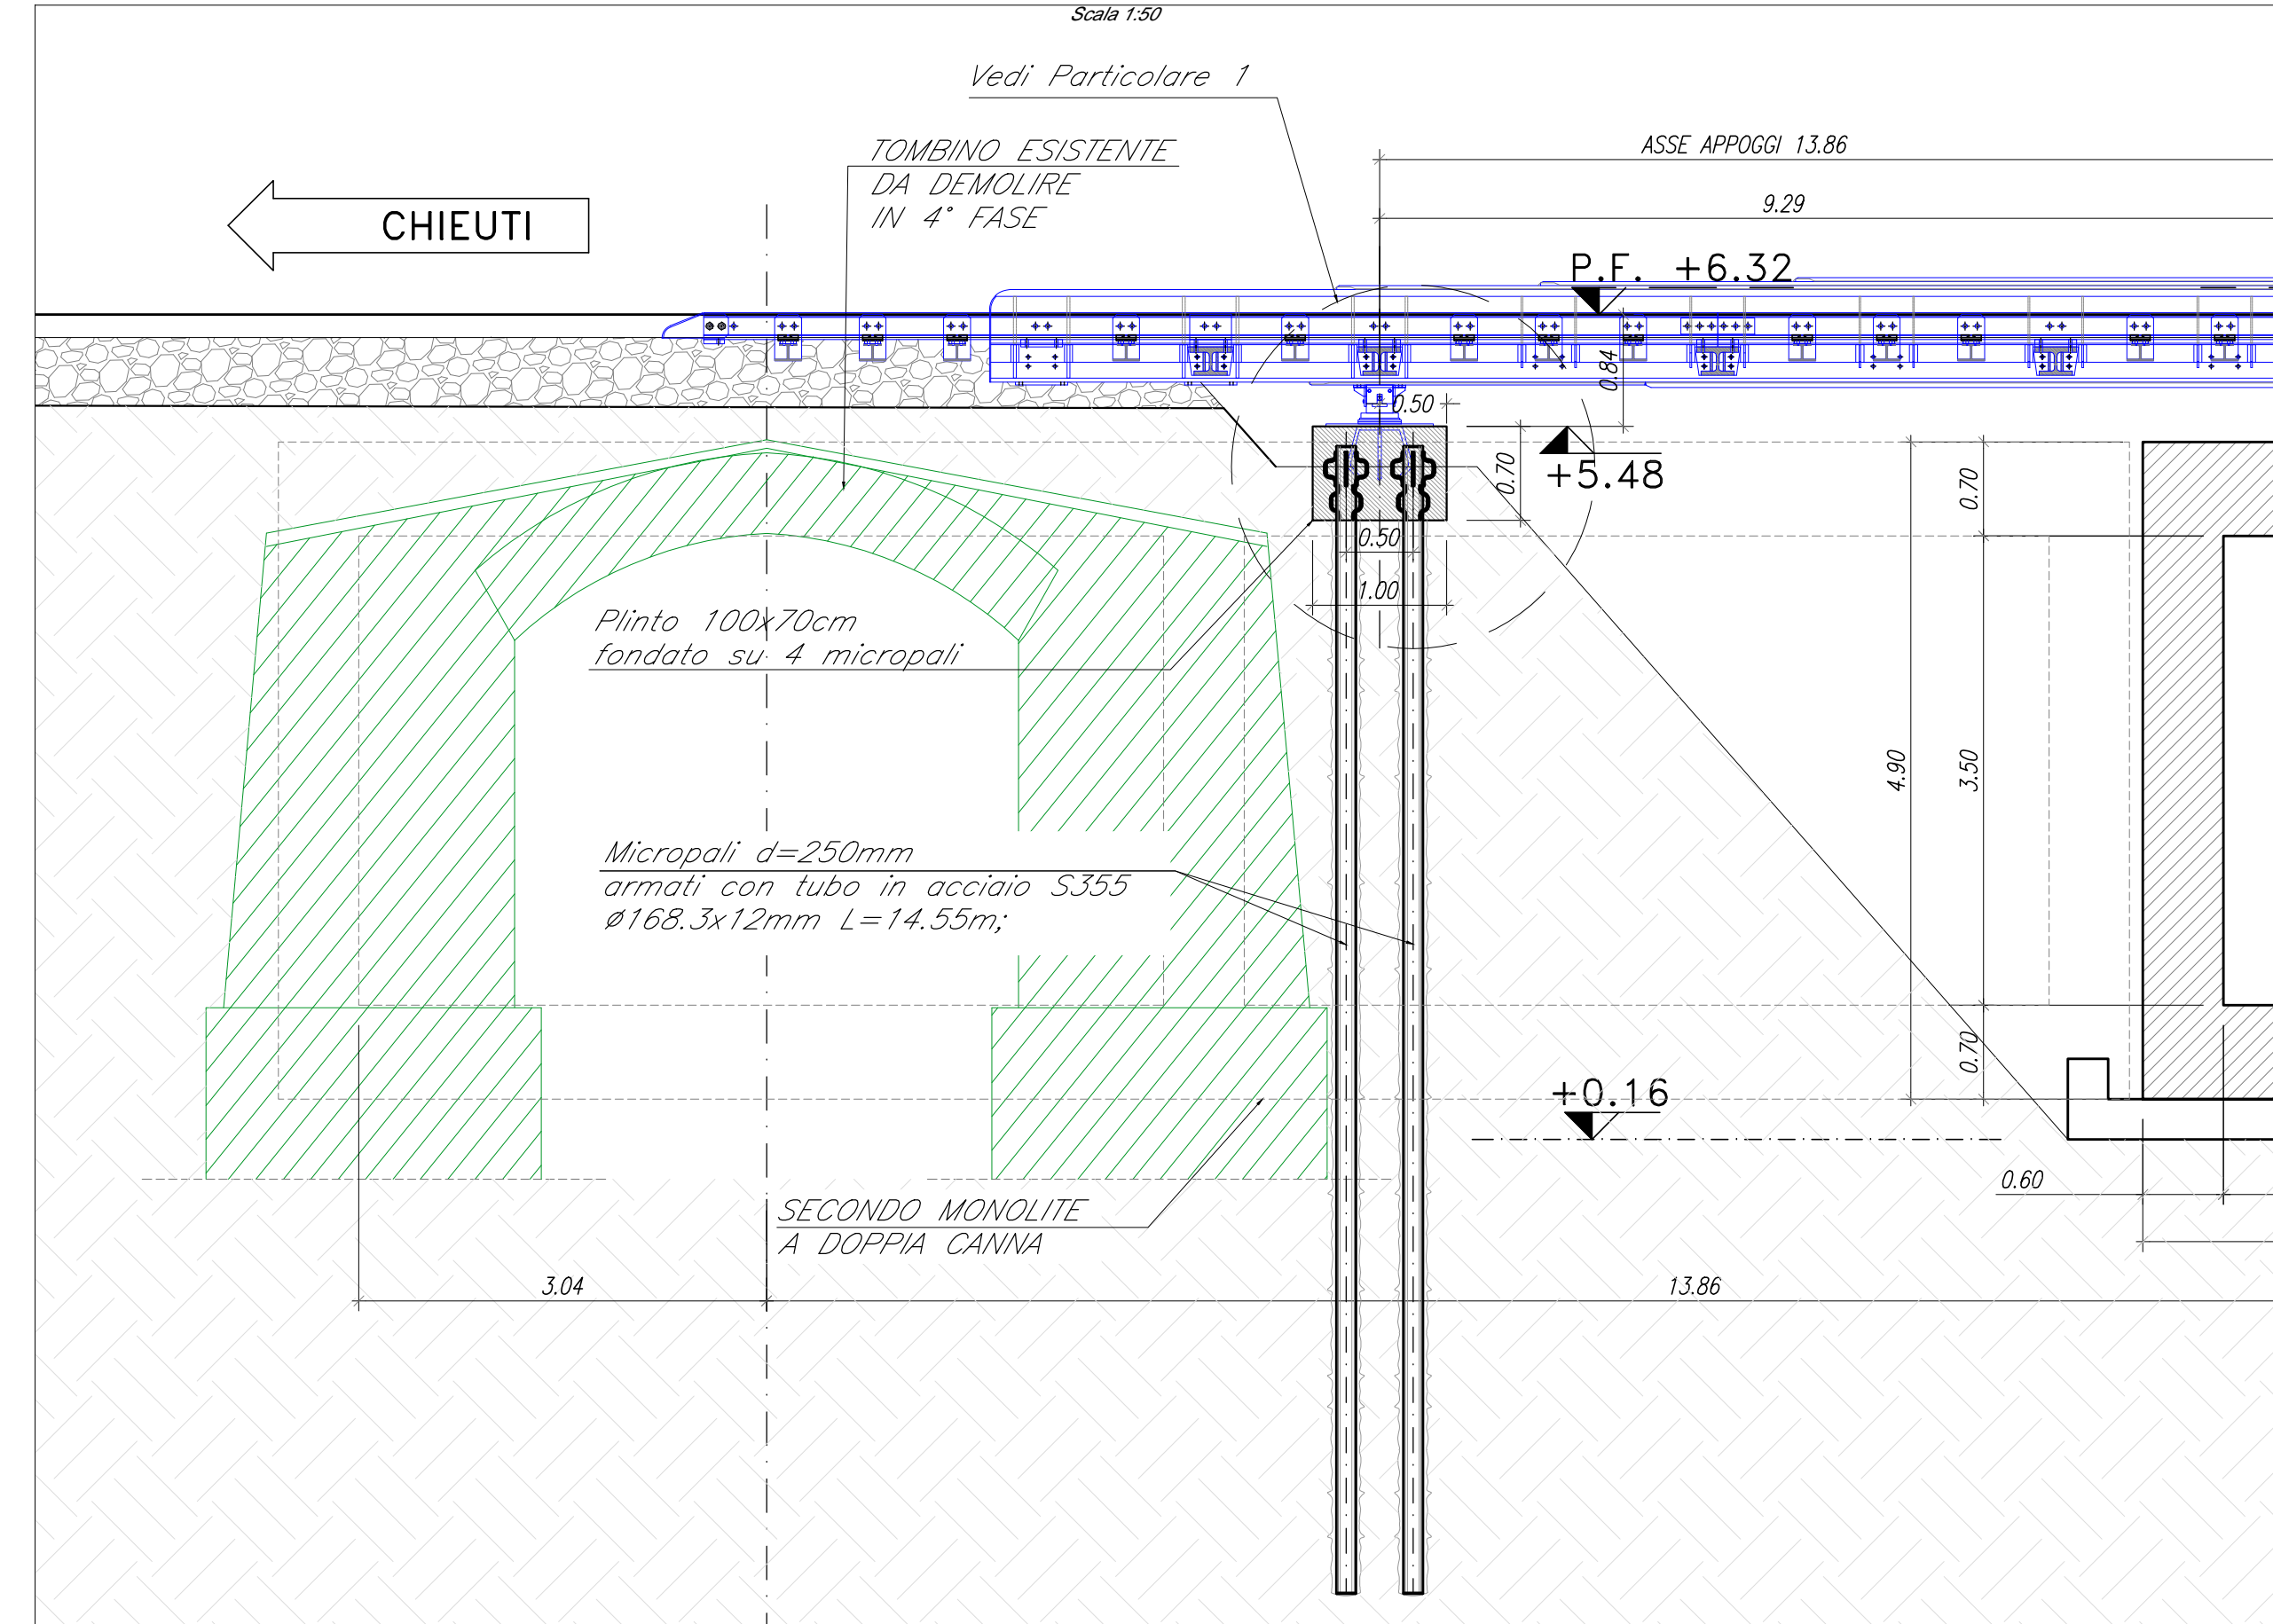 Scala 1:50
Vedi Particolare 1
TOMBINO ESISTENTE
DA DEMOLIRE
IN 4° FASE
ASSE APPOGGI 13.86
9.29
CHIEUTI
P.F. +6.32
0.84
0.50
+5.48
0.70
0.70
0.50
1.00
Plinto 100x70cm
fondato su 4 micropali
4.90
3.50
Micropali d=250mm
armati con tubo in acciaio S355
ø168.3x12mm L=14.55m;
0.70
+0.16
0.60
SECONDO MONOLITE
A DOPPIA CANNA
3.04
13.86